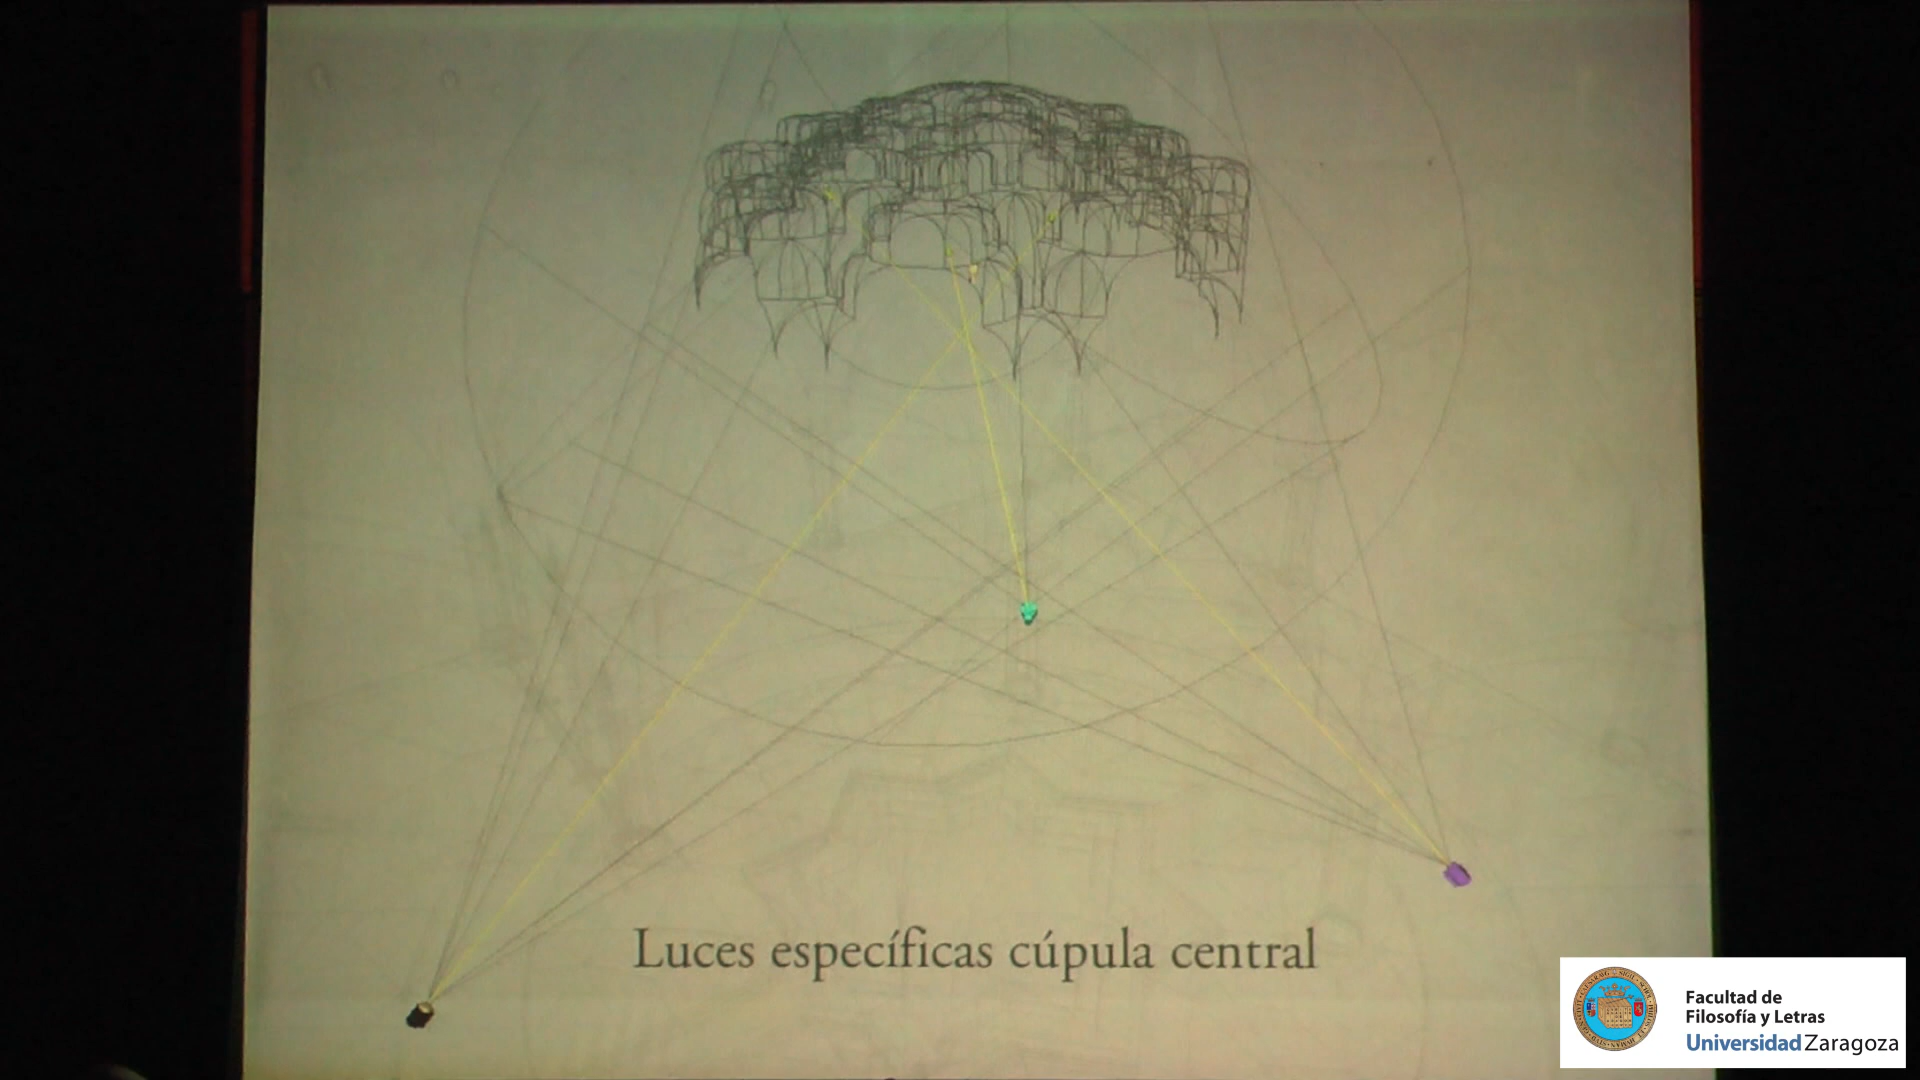 Luces específicas cúpula central
Facultad de
Filosofía y Letras
Universidad Zaragoza